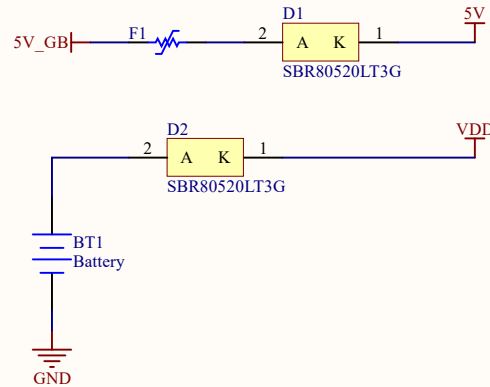 F1
D1
5V
5V_GB
2
A
K
1
SBR80520LT3G
D2
VDD
2
A
K
1
SBR80520LT3G
BT1
Battery
GND